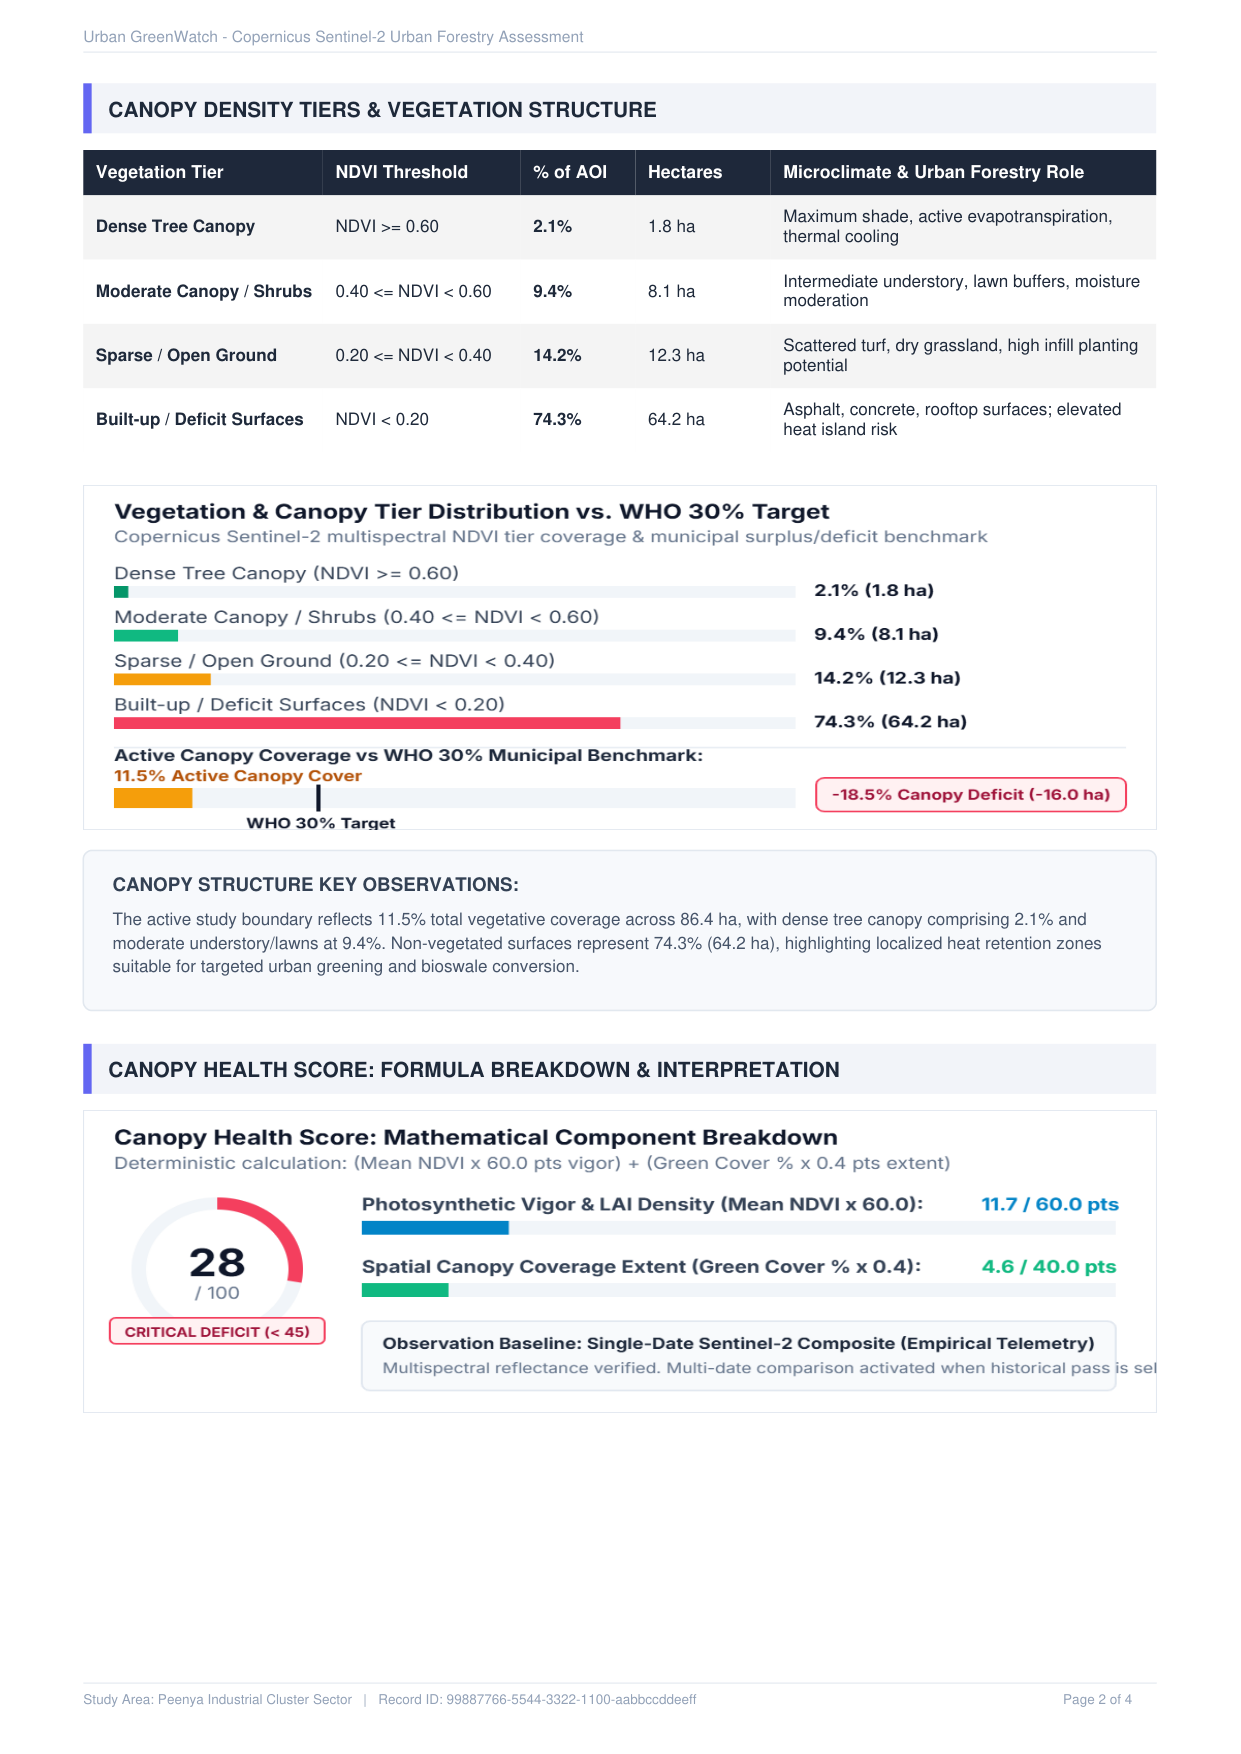 Urban GreenWatch - Copernicus Sentinel-2 Urban Forestry Assessment
CANOPY DENSITY TIERS & VEGETATION STRUCTURE
Vegetation Tier NDVI Threshold % of AOI Hectares Microclimate & Urban Forestry Role
Dense Tree Canopy NDVI >= 0.60 2.1% 1.8 ha Maximum shade, active evapotranspiration,
thermal cooling
Moderate Canopy / Shrubs 0.40 <= NDVI < 0.60 9.4% 8.1 ha Intermediate understory, lawn buffers, moisture
moderation
Sparse / Open Ground 0.20 <= NDVI < 0.40 14.2% 12.3 ha Scattered turf, dry grassland, high infill planting
potential
Built-up / Deficit Surfaces NDVI < 0.20 74.3% 64.2 ha Asphalt, concrete, rooftop surfaces; elevated
heat island risk
Vegetation & Canopy Tier Distribution vs. WHO 30% Target
Copernicus Sentinel-2 multispectral NDVI tier coverage & municipal surplus/deficit benchmark
Dense Tree Canopy (NDVI >= 0.60)
2.1% (1.8 ha)
Moderate Canopy / Shrubs (0.40 <= NDVI < 0.60)
9.4% (8.1 ha)
Sparse / Open Ground (0.20 <= NDVI < 0.40)
14.2% (12.3 ha)
Built-up / Deficit Surfaces (NDVI < 0.20)
74.3% (64.2 ha)
Active Canopy Coverage vs WHO 30% Municipal Benchmark:
11.5% Active Canopy Cover
-18.5% Canopy Deficit (-16.0 ha)
WHO 30% Target
CANOPY STRUCTURE KEY OBSERVATIONS:
The active study boundary reflects 11.5% total vegetative coverage across 86.4 ha, with dense tree canopy comprising 2.1% and
moderate understory/lawns at 9.4%. Non-vegetated surfaces represent 74.3% (64.2 ha), highlighting localized heat retention zones
suitable for targeted urban greening and bioswale conversion.
CANOPY HEALTH SCORE: FORMULA BREAKDOWN & INTERPRETATION
Canopy Health Score: Mathematical Component Breakdown
Deterministic calculation: (Mean NDVI x 60.0 pts vigor) + (Green Cover % x 0.4 pts extent)
Photosynthetic Vigor & LAI Density (Mean NDVI x 60.0): 11.7 / 60.0 pts
28
/ 100
CRITICAL DEFICIT (< 45)
Spatial Canopy Coverage Extent (Green Cover % x 0.4): 4.6 / 40.0 pts
Observation Baseline: Single-Date Sentinel-2 Composite (Empirical Telemetry)
Multispectral reflectance verified. Multi-date comparison activated when historical pass is sel
Study Area: Peenya Industrial Cluster Sector | Record ID: 99887766-5544-3322-1100-aabbccddeeff Page 2 of 4